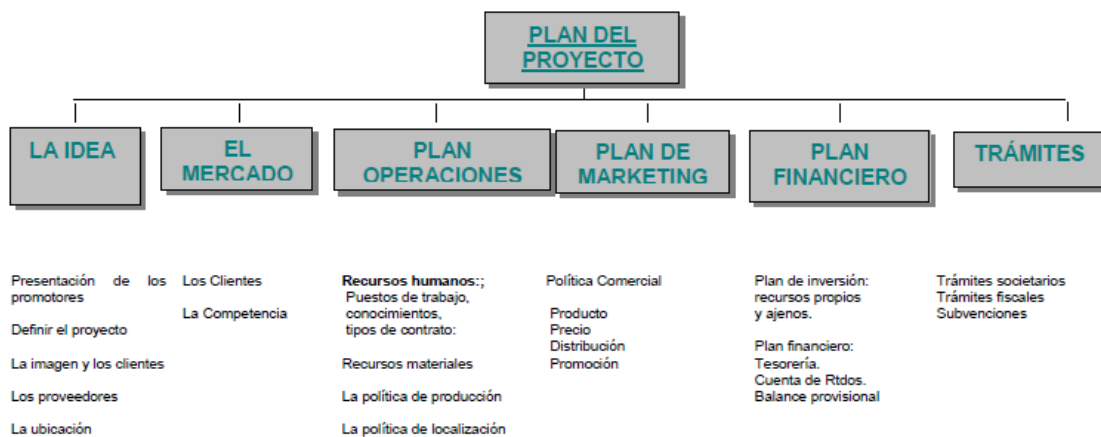 PLAN DEL
PROYECTO
LA IDEA
EL
MERCADO
PLAN
OPERACIONES
PLAN DE
MARKETING
PLAN
FINANCIERO
TRÁMITES
Presentación de los
promotores
Definir el proyecto
La imagen y los clientes
Los proveedores
La ubicación
Los Clientes
La Competencia
Recursos humanos:;
Puestos de trabajo,
conocimientos,
tipos de contrato:
Recursos materiales
La política de producción
La política de localización
Política Comercial
Producto
Precio
Distribución
Promoción
Plan de inversión:
recursos propios
y ajenos.
Plan financiero:
Tesorería.
Cuenta de Rtdos.
Balance provisional
Trámites societarios
Trámites fiscales
Subvenciones